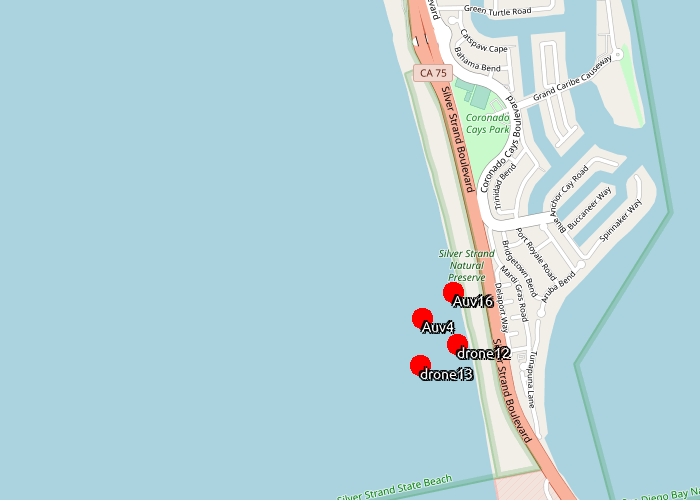 Green Turtle Road
Boulevard
Catspaw Cape
Bahama Bend
CA 75
Grand Caribe Causeway
Silver Strand Boulevard
Coronado
Cays Park
Coronado Cays Boulevard
Trinidad Bend
Anchor Cay Road
Buccaneer Way
Spinnaker Way
Blue
Port Royale Road
Bridgetown Bend
Mardi Gras Road
Aruba Bend
Delaport Way
Silver Strand
Natural
Preserve
Auv16
Auv4
drone12
drone13
Silver Strand Boulevard
Tunapuna Lane
Silver Strand State Beach
San Diego Bay N